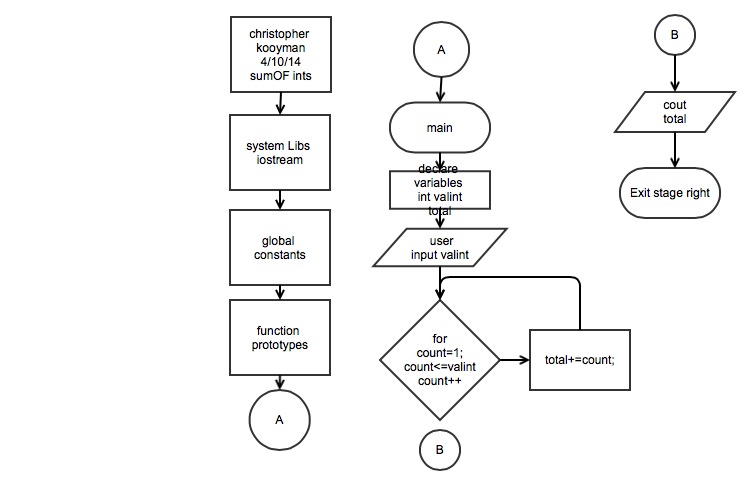 christopher
kooyman
4/10/14
sumOF ints
system Libs
iostream
global
constants
function
prototypes
A
A
main
declare
variables
int valint
total
user
input valint
for
count=1;
count<=valint
count++
total+=count;
B
B
cout
total
Exit stage right